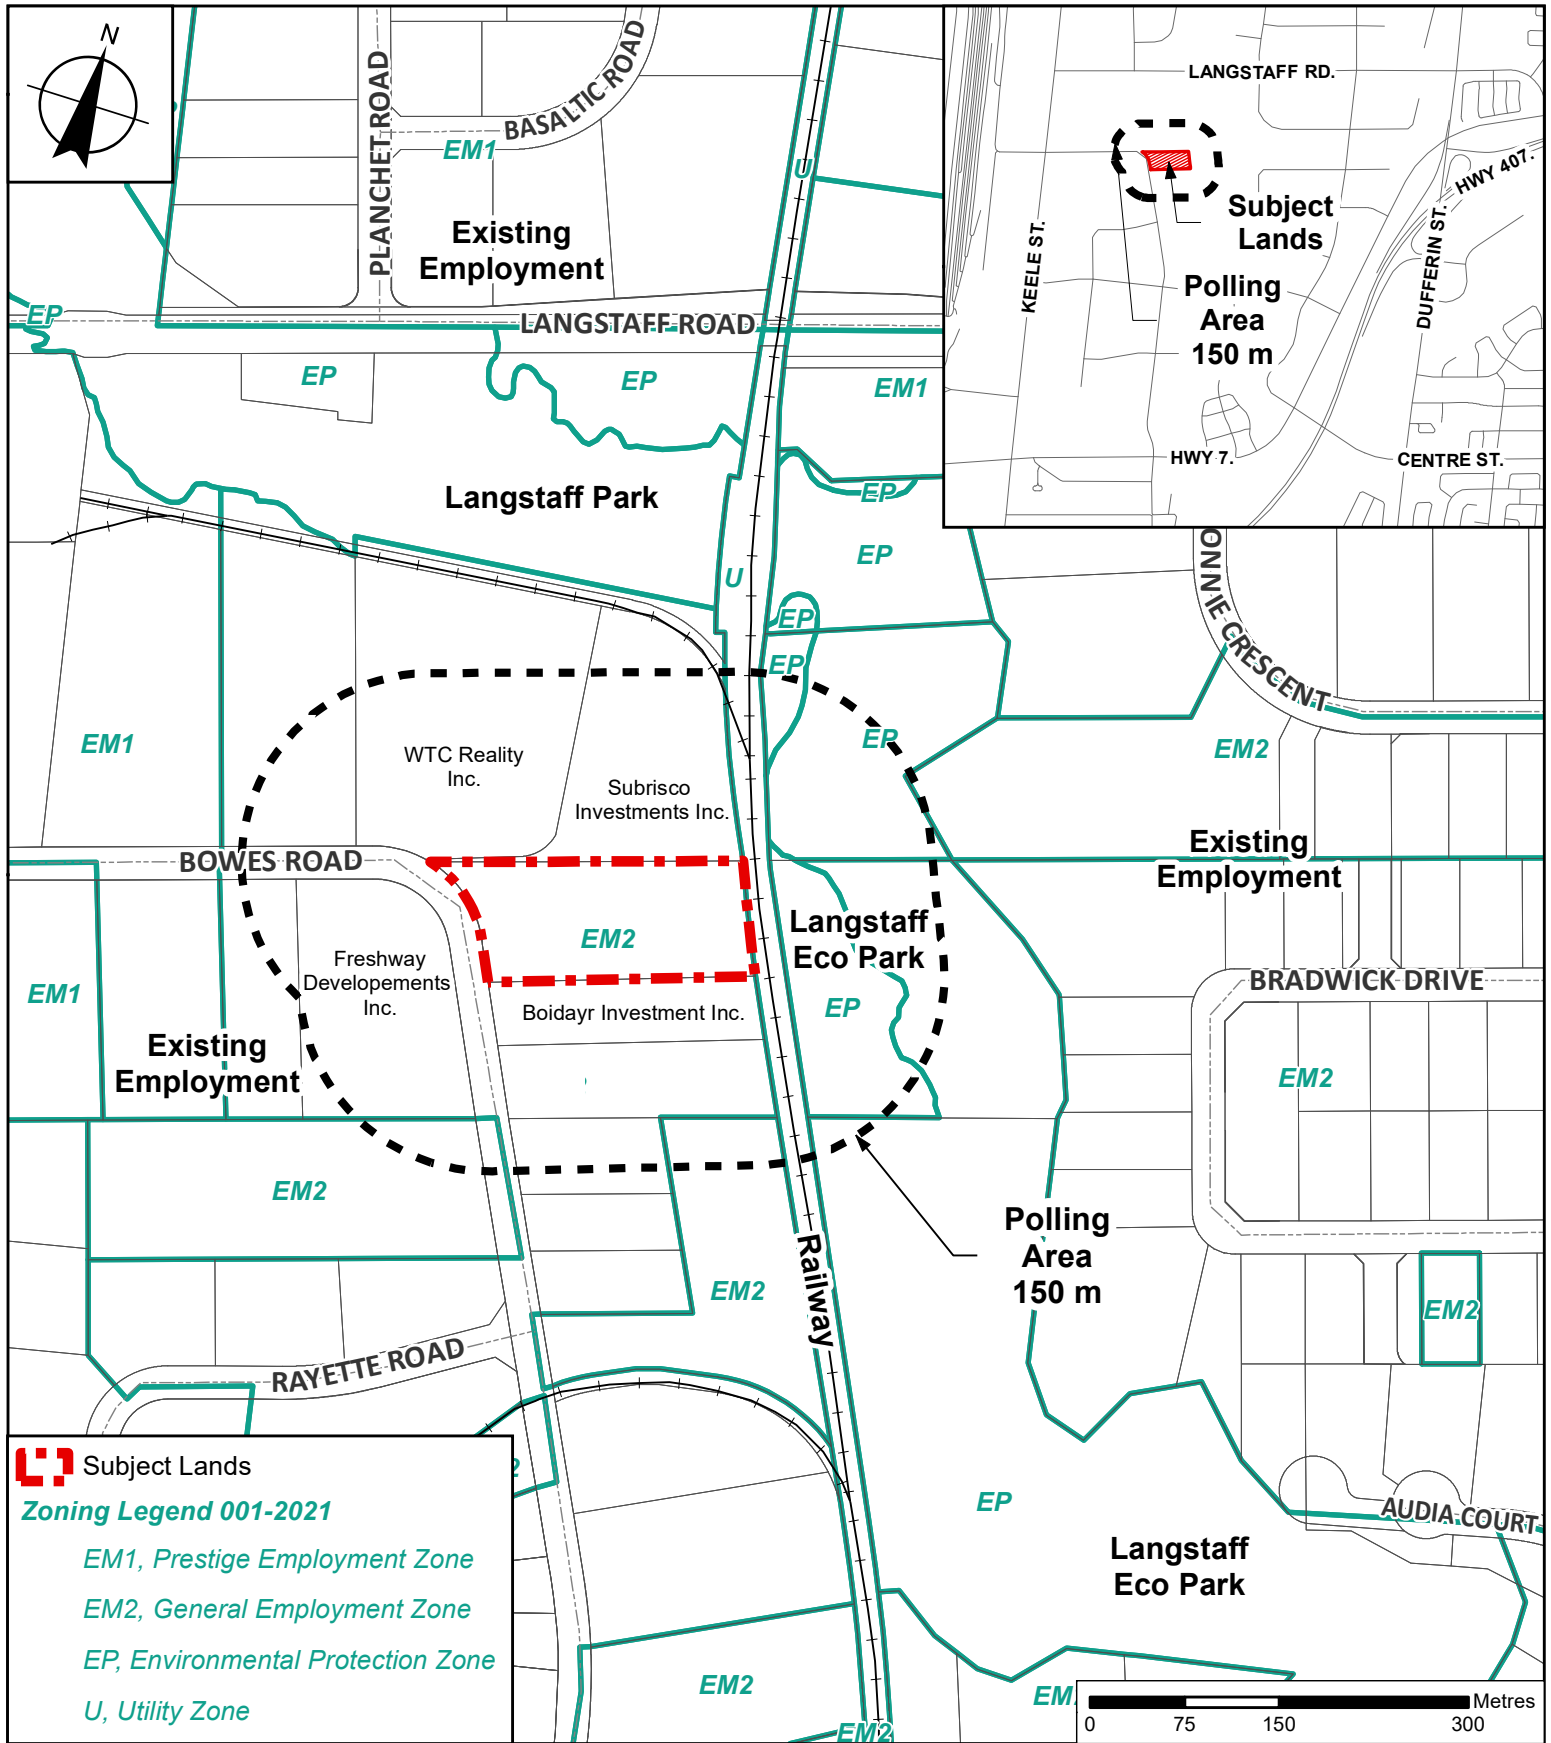 N
PLANCHET ROAD
BASALTIC ROAD
EM1
U
Existing
Employment
LANGSTAFF RD.
KEELE ST.
Subject
Lands
HWY 407.
DUFFERIN ST.
Polling
Area
150 m
HWY 7.
CENTRE ST.
EP
LANGSTAFF ROAD
EP
EP
EM1
Langstaff Park
EP
EP
U
EP
EP
ONNIE CRESCENT
EM1
WTC Reality
Inc.
Subrisco
Investments Inc.
EP
EM2
BOWES ROAD
Existing
Employment
EM2
Langstaff
Eco Park
Freshway
Developements
Inc.
EM1
Boidayr Investment Inc.
EP
BRADWICK DRIVE
Existing
Employment
EM2
EM2
Polling
Area
150 m
Railway
EM2
EM2
RAYETTE ROAD
Subject Lands
Zoning Legend 001-2021
EM1, Prestige Employment Zone
EM2, General Employment Zone
EP, Environmental Protection Zone
U, Utility Zone
2
EP
AUDIA COURT
Langstaff
Eco Park
EM2
EM
EM2
Metres
0 75 150 300